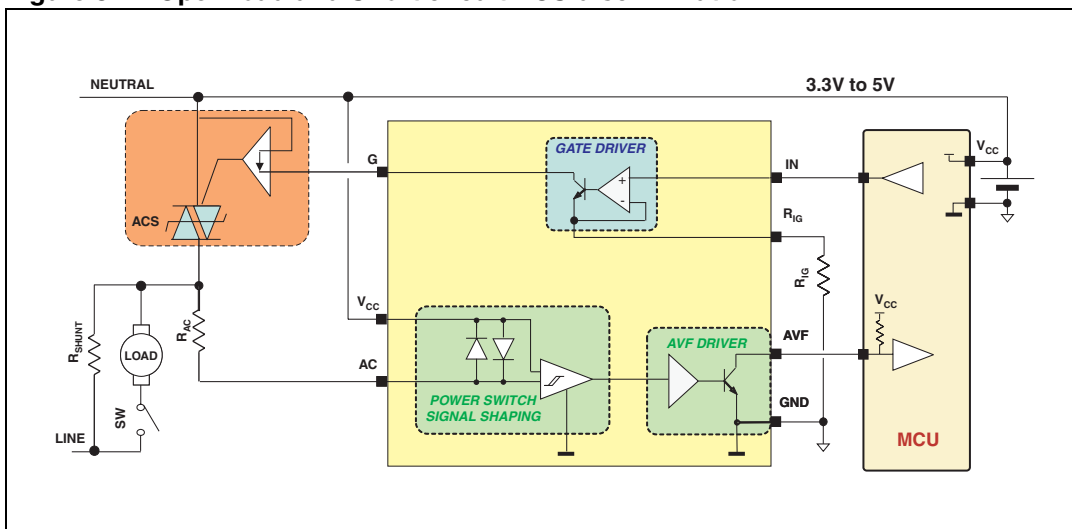 NEUTRAL
3.3V to 5V
GATE DRIVER
G
IN
VCC
ACS
RIG
RIG
RSHUNT
LOAD
RAC
VCC
VCC
AVF DRIVER
AVF
AC
POWER SWITCH
SIGNAL SHAPING
GND
SW
LINE
MCU